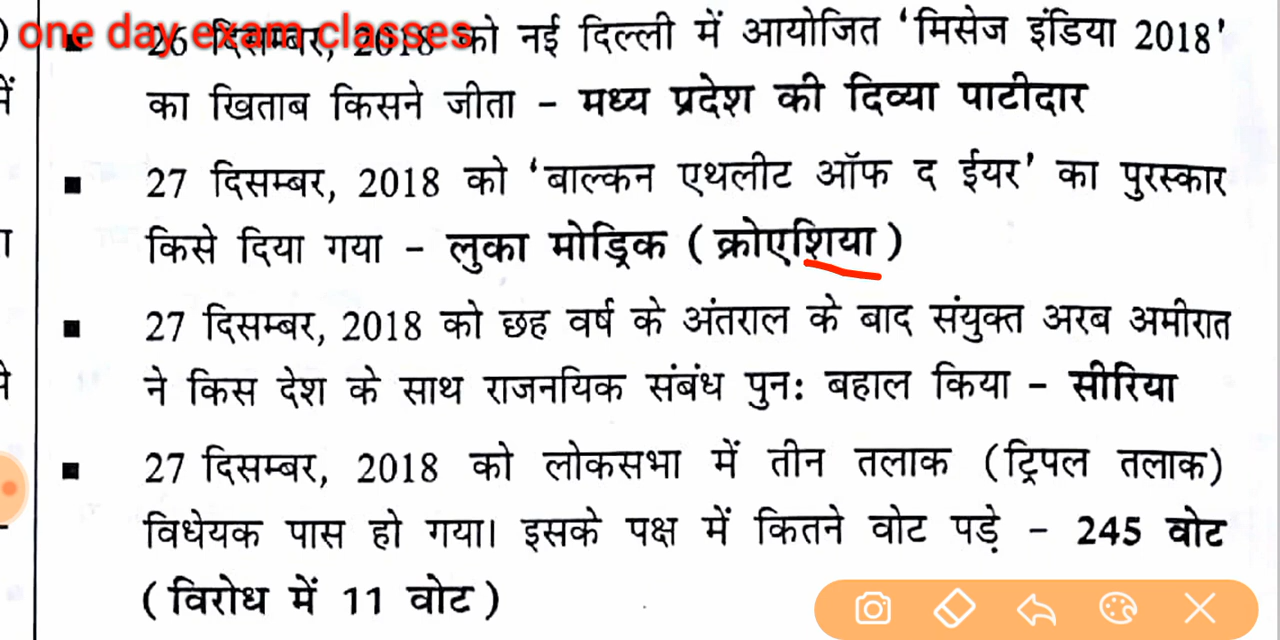 one day exam classes
■ 26 दिसम्बर, 2018 को नई दिल्ली में आयोजित ‘मिसेज इंडिया 2018’
का खिताब किसने जीता – मध्य प्रदेश की दिव्या पाटीदार
■ 27 दिसम्बर, 2018 को ‘बाल्कन एथलीट ऑफ द ईयर’ का पुरस्कार
किसे दिया गया – लुका मोड्रिक (क्रोएशिया)
■ 27 दिसम्बर, 2018 को छह वर्ष के अंतराल के बाद संयुक्त अरब अमीरात
ने किस देश के साथ राजनयिक संबंध पुनः बहाल किया – सीरिया
■ 27 दिसम्बर, 2018 को लोकसभा में तीन तलाक (ट्रिपल तलाक)
विधेयक पास हो गया। इसके पक्ष में कितने वोट पड़े – 245 वोट
(विरोध में 11 वोट)